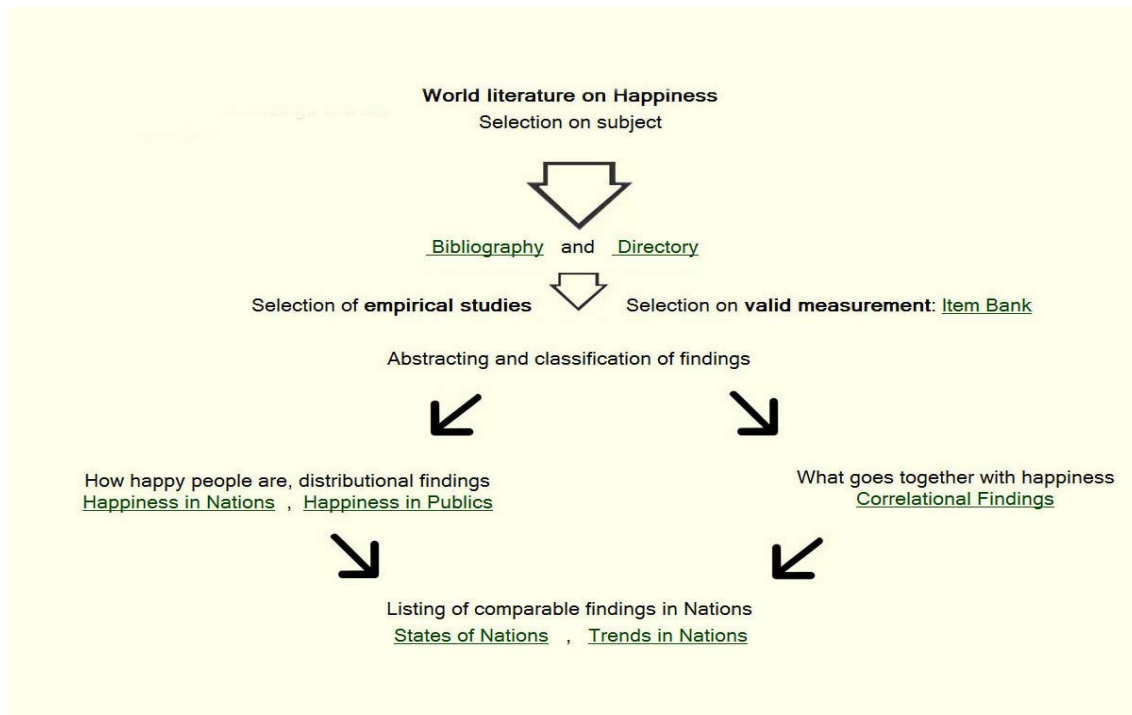 World literature on Happiness
Selection on subject
Bibliography and Directory
Selection of empirical studies
Selection on valid measurement: Item Bank
Abstracting and classification of findings
How happy people are, distributional findings
Happiness in Nations , Happiness in Publics
What goes together with happiness
Correlational Findings
Listing of comparable findings in Nations
States of Nations , Trends in Nations